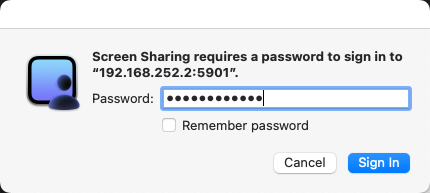 Screen Sharing requires a password to sign in to
“192.168.252.2:5901”.
Password: ••••••••••••
Remember password
Cancel Sign In